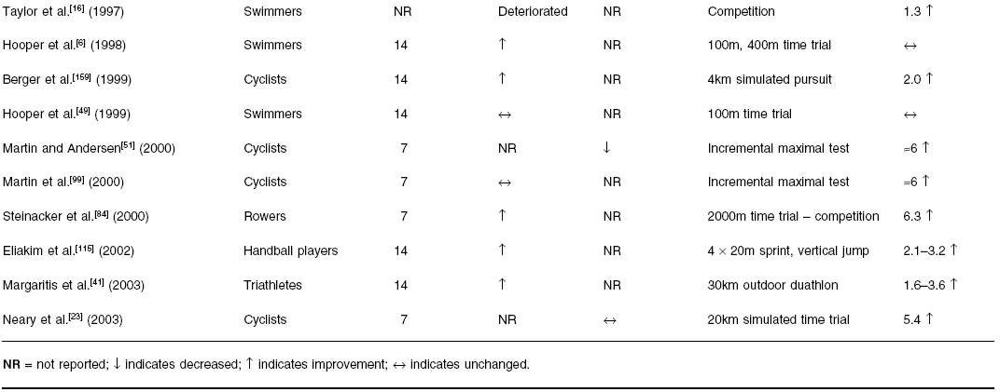 Taylor et al.[16] (1997) Swimmers NR Deteriorated NR Competition 1.3 ↑
Hooper et al.[6] (1998) Swimmers 14 ↑ NR 100m, 400m time trial ↔
Berger et al.[159] (1999) Cyclists 14 ↑ NR 4km simulated pursuit 2.0 ↑
Hooper et al.[49] (1999) Swimmers 14 ↔ NR 100m time trial ↔
Martin and Andersen[51] (2000) Cyclists 7 NR ↓ Incremental maximal test ≈6 ↑
Martin et al.[99] (2000) Cyclists 7 ↔ NR Incremental maximal test ≈6 ↑
Steinacker et al.[84] (2000) Rowers 7 ↑ NR 2000m time trial – competition 6.3 ↑
Eliakim et al.[115] (2002) Handball players 14 ↑ NR 4 × 20m sprint, vertical jump 2.1–3.2 ↑
Margaritis et al.[41] (2003) Triathletes 14 ↑ NR 30km outdoor duathlon 1.6–3.6 ↑
Neary et al.[23] (2003) Cyclists 7 NR ↔ 20km simulated time trial 5.4 ↑
NR = not reported; ↓ indicates decreased; ↑ indicates improvement; ↔ indicates unchanged.